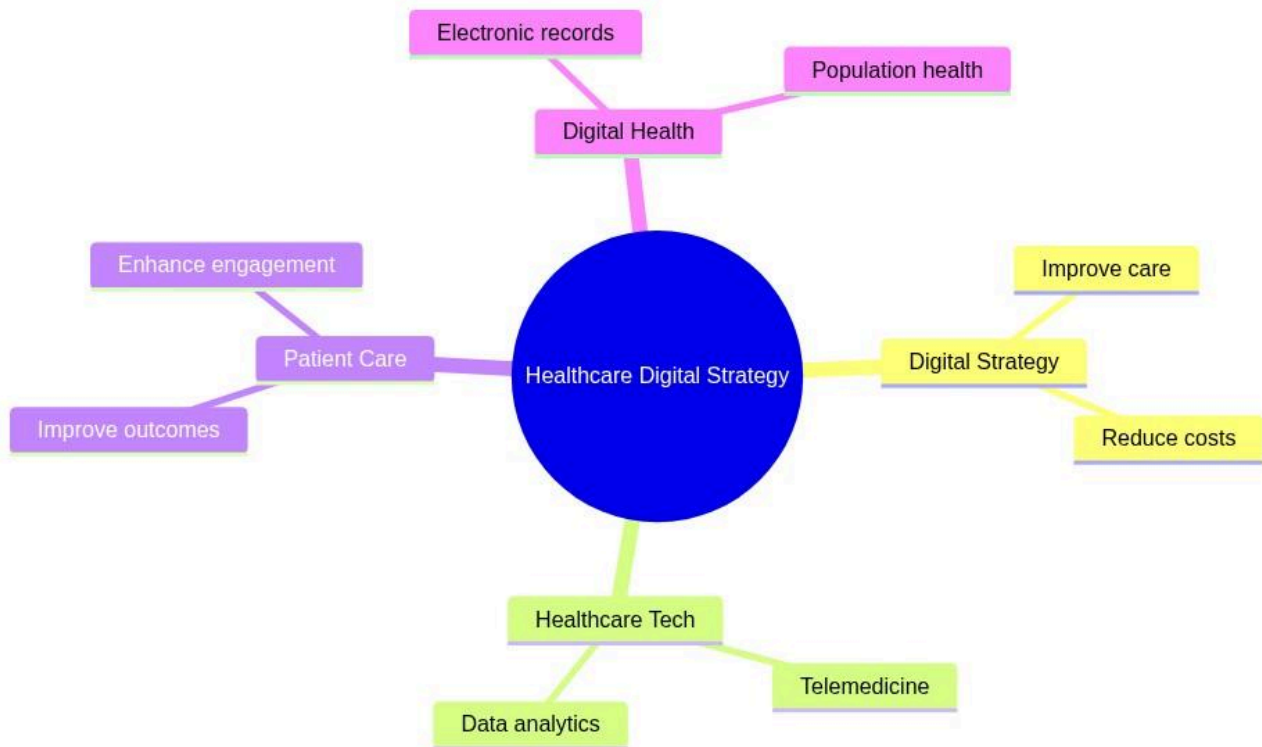 Electronic records
Population health
Digital Health
Enhance engagement
Improve care
Patient Care
Digital Strategy
Healthcare Digital Strategy
Improve outcomes
Reduce costs
Healthcare Tech
Telemedicine
Data analytics